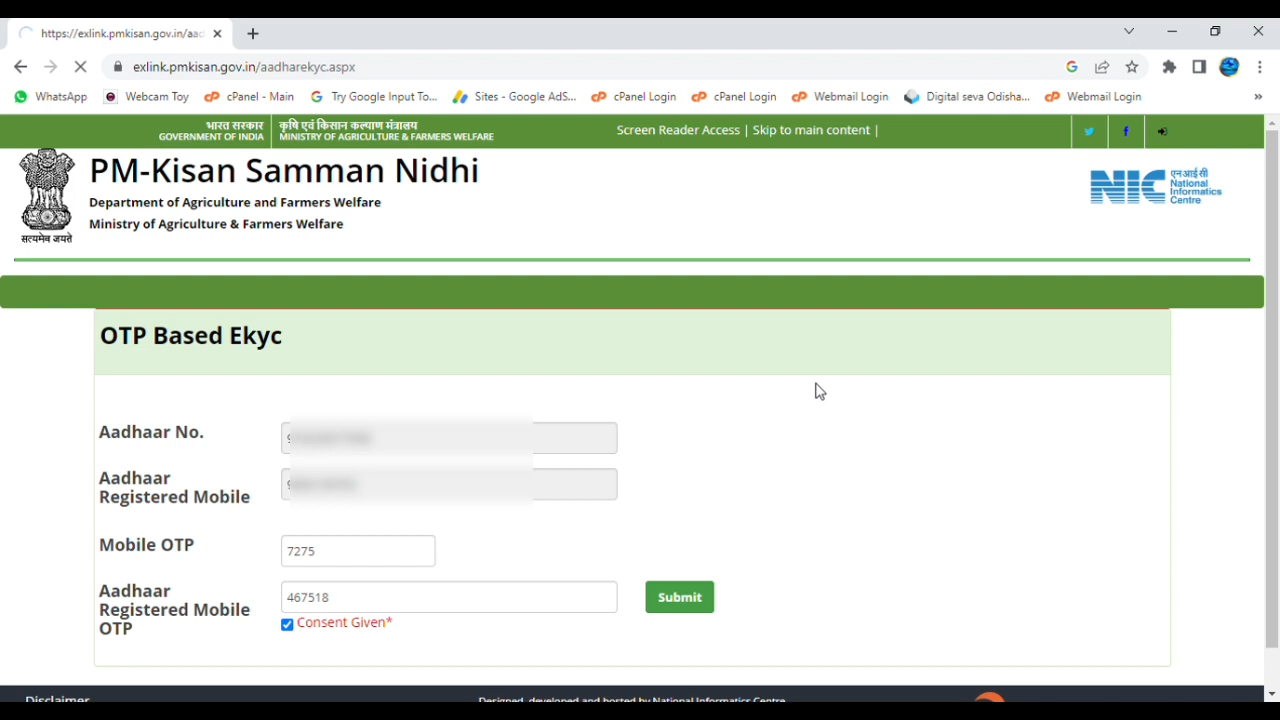 https://exlink.pmkisan.gov.in/aad
exlink.pmkisan.gov.in/aadharekyc.aspx
WhatsApp Webcam Toy cPanel - Main Try Google Input To... Sites - Google AdS... cPanel Login cPanel Login Webmail Login Digital seva Odisha... Webmail Login »
भारत सरकार
GOVERNMENT OF INDIA
कृषि एवं किसान कल्याण मंत्रालय
MINISTRY OF AGRICULTURE & FARMERS WELFARE
Screen Reader Access | Skip to main content |
PM-Kisan Samman Nidhi
Department of Agriculture and Farmers Welfare
Ministry of Agriculture & Farmers Welfare
सत्यमेव जयते
NIC
एन आई सी
National
Informatics
Centre
OTP Based Ekyc
Aadhaar No.
Aadhaar
Registered Mobile
Mobile OTP
7275
Aadhaar
Registered Mobile
OTP
467518
Submit
Consent Given*
Disclaimer
Designed, developed and hosted by National Informatics Centre